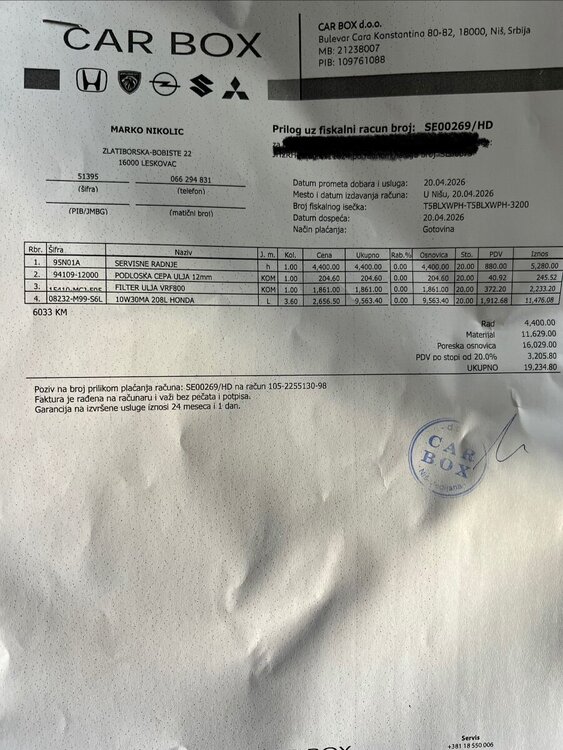 CAR BOX
CAR BOX d.o.o.
Bulevar Cara Konstantina 80-82, 18000, Niš, Srbija
MB: 21238007
PIB: 109761088
MARKO NIKOLIC
ZLATIBORSKA-BOBISTE 22
16000 LESKOVAC
51395 066 294 831
(šifra) (telefon)
(PIB/JMBG) (matični broj)
Prilog uz fiskalni racun broj: SE00269/HD
Datum prometa dobara i usluga: 20.04.2026
Mesto i datum izdavanja računa: U Nišu, 20.04.2026
Broj fiskalnog isečka: T5BLXWPH-T5BLXWPH-3200
Datum dospeća: 20.04.2026
Način plaćanja: Gotovina
Rbr. Šifra Naziv J. m. Kol. Cena Ukupno Rab.% Osnovica Sto. PDV Iznos
1. 9SN01A SERVISNE RADNJE h 1.00 4,400.00 4,400.00 0.00 4,400.00 20.00 880.00 5,280.00
2. 94109-12000 PODLOSKA CEPA ULJA 12mm KOM 1.00 204.60 204.60 0.00 204.60 20.00 40.92 245.52
3. FILTER ULJA VRF800 KOM 1.00 1,861.00 1,861.00 0.00 1,861.00 20.00 372.20 2,233.20
4. 08232-M99-S6L 10W30MA 208L HONDA L 3.60 2,656.50 9,563.40 0.00 9,563.40 20.00 1,912.68 11,476.08
6033 KM
Rad 4,400.00
Materijal 11,629.00
Poreska osnovica 16,029.00
PDV po stopi od 20.0% 3,205.80
UKUPNO 19,234.80
Poziv na broj prilikom plaćanja računa: SE00269/HD na račun 105-2255130-98
Faktura je rađena na računaru i važi bez pečata i potpisa.
Garancija na izvršene usluge iznosi 24 meseca i 1 dan.
CAR
BOX
Servis
+381 18 550 006